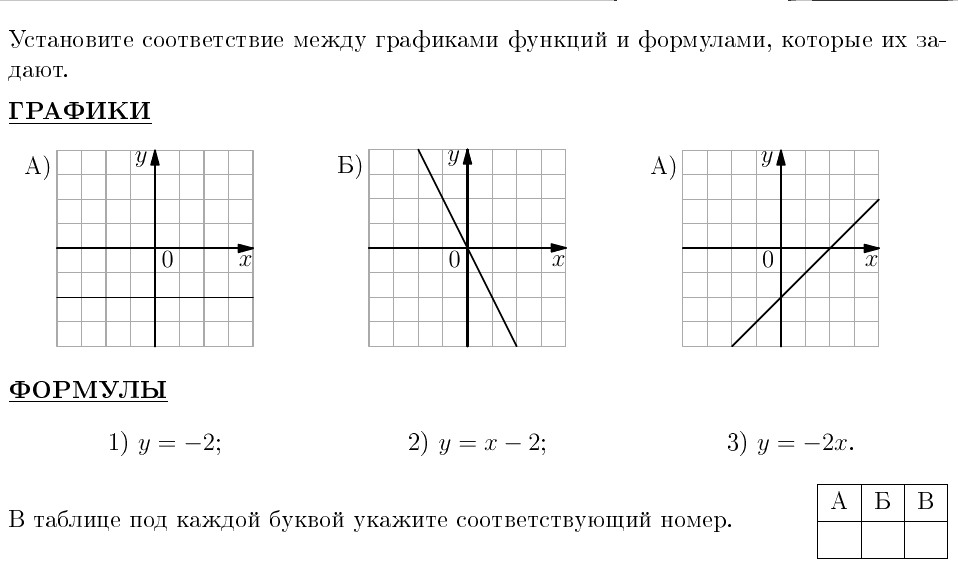 Установите соответствие между графиками функций и формулами, которые их за-
дают.
ГРАФИКИ
А) y 0 x Б) y 0 x А) y 0 x
ФОРМУЛЫ
1) y = −2; 2) y = x − 2; 3) y = −2x.
В таблице под каждой буквой укажите соответствующий номер.
А Б В